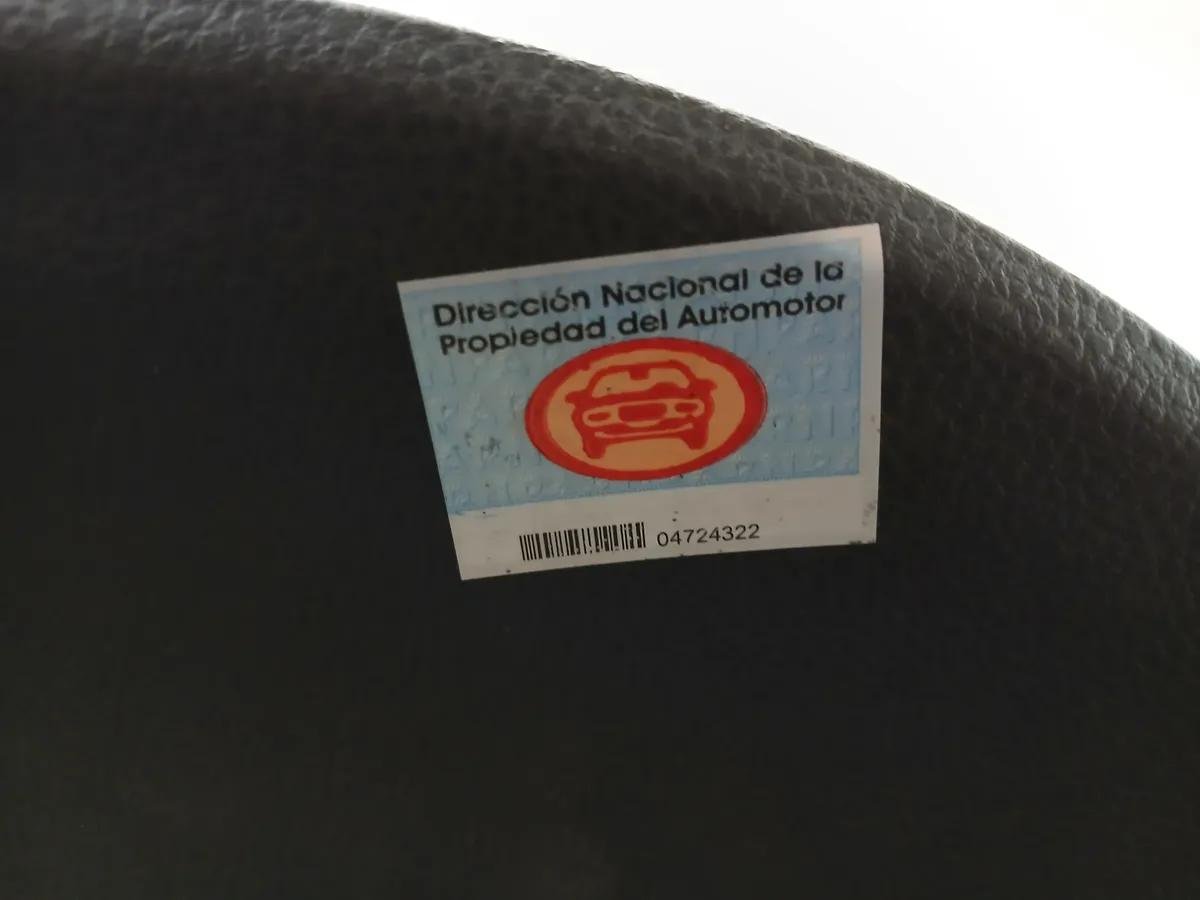 Dirección Nacional de la
Propiedad del Automotor
04724322